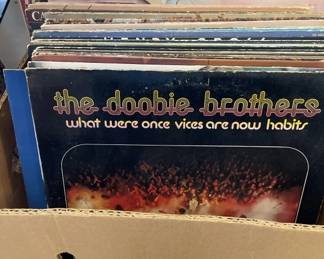 the doobie brothers
what were once vices are now habits